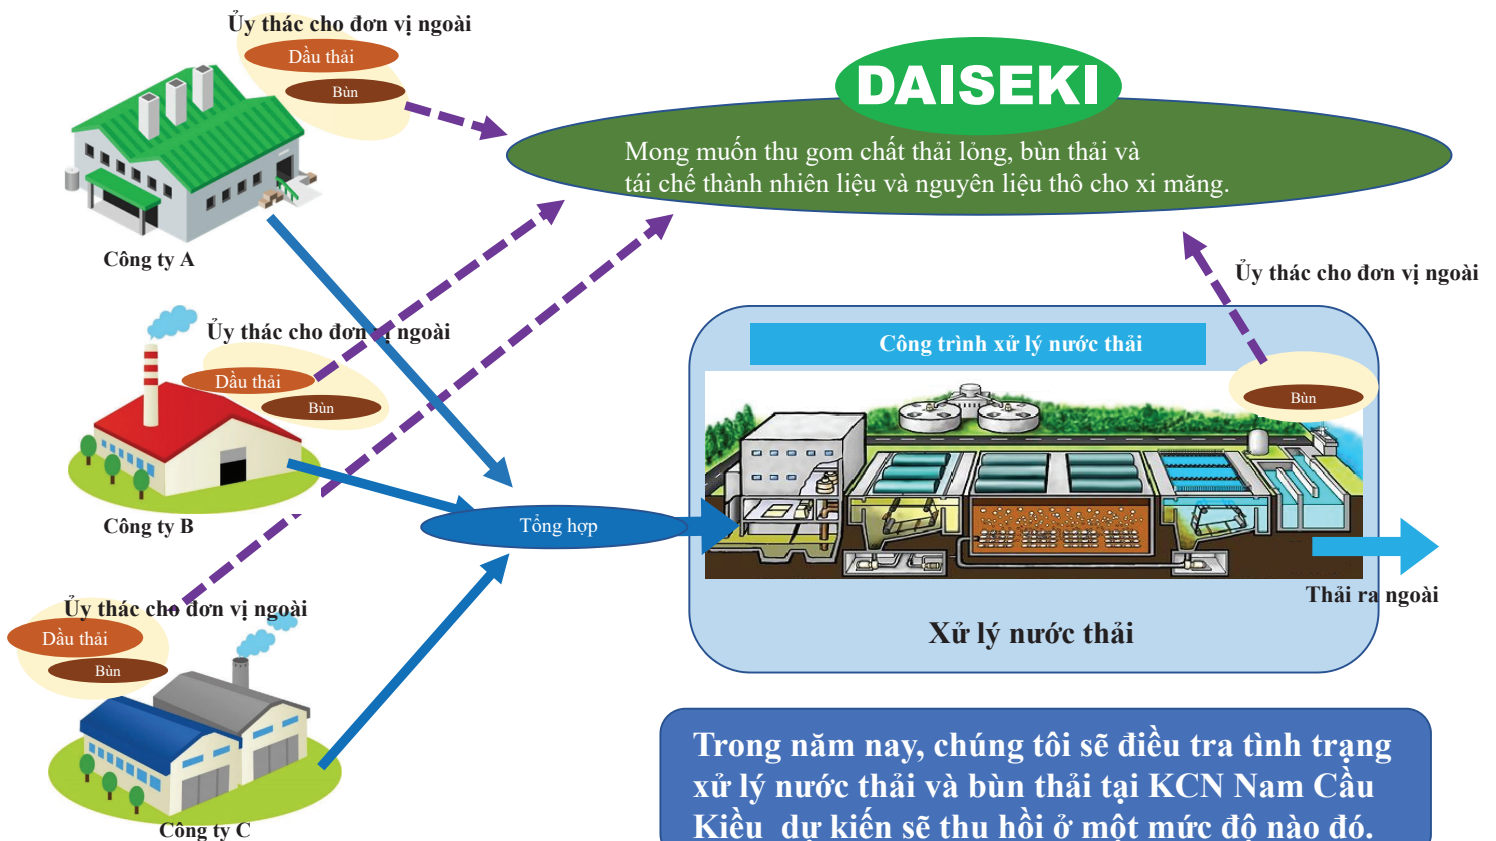 Ủy thác cho đơn vị ngoài
Dầu thải
Bùn
DAISEKI
Mong muốn thu gom chất thải lỏng, bùn thải và
tái chế thành nhiên liệu và nguyên liệu thô cho xi măng.
Công ty A
Ủy thác cho đơn vị ngoài
Ủy thác cho đơn vị ngoài
Dầu thải
Bùn
Công trình xử lý nước thải
Bùn
Công ty B
Tổng hợp
Thải ra ngoài
Ủy thác cho đơn vị ngoài
Dầu thải
Bùn
Xử lý nước thải
Công ty C
Trong năm nay, chúng tôi sẽ điều tra tình trạng
xử lý nước thải và bùn thải tại KCN Nam Cầu
Kiều dự kiến sẽ thu hồi ở một mức độ nào đó.